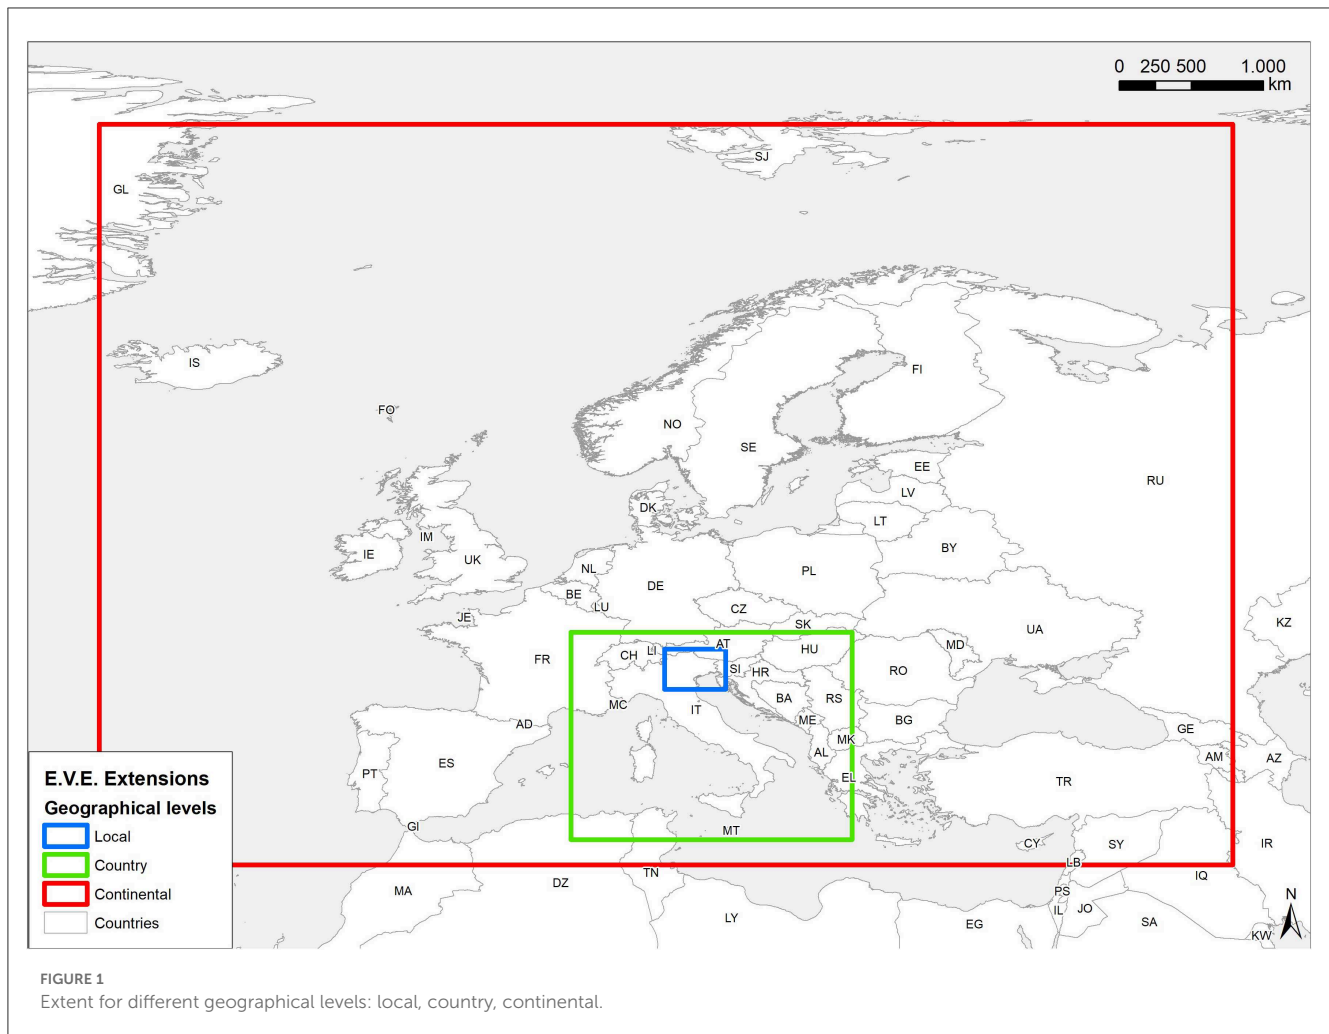 0 250 500 1.000
km
SJ
GL
IS
FI
FO
NO
SE
EE
RU
LV
DK
LT
IM
BY
IE
UK
NL
PL
DE
BE
LU
CZ
JE
SK
KZ
UA
AT
MD
HU
LI
CH
FR
SI
HR
RO
BA
RS
MC
IT
ME
BG
AD
GE
MK
AL
AM
AZ
ES
PT
EL
TR
GI
MT
CY
SY
IR
LB
TN
IQ
DZ
MA
PS
IL
JO
LY
EG
SA
KW
N
E.V.E. Extensions
Geographical levels
Local
Country
Continental
Countries
FIGURE 1
Extent for different geographical levels: local, country, continental.